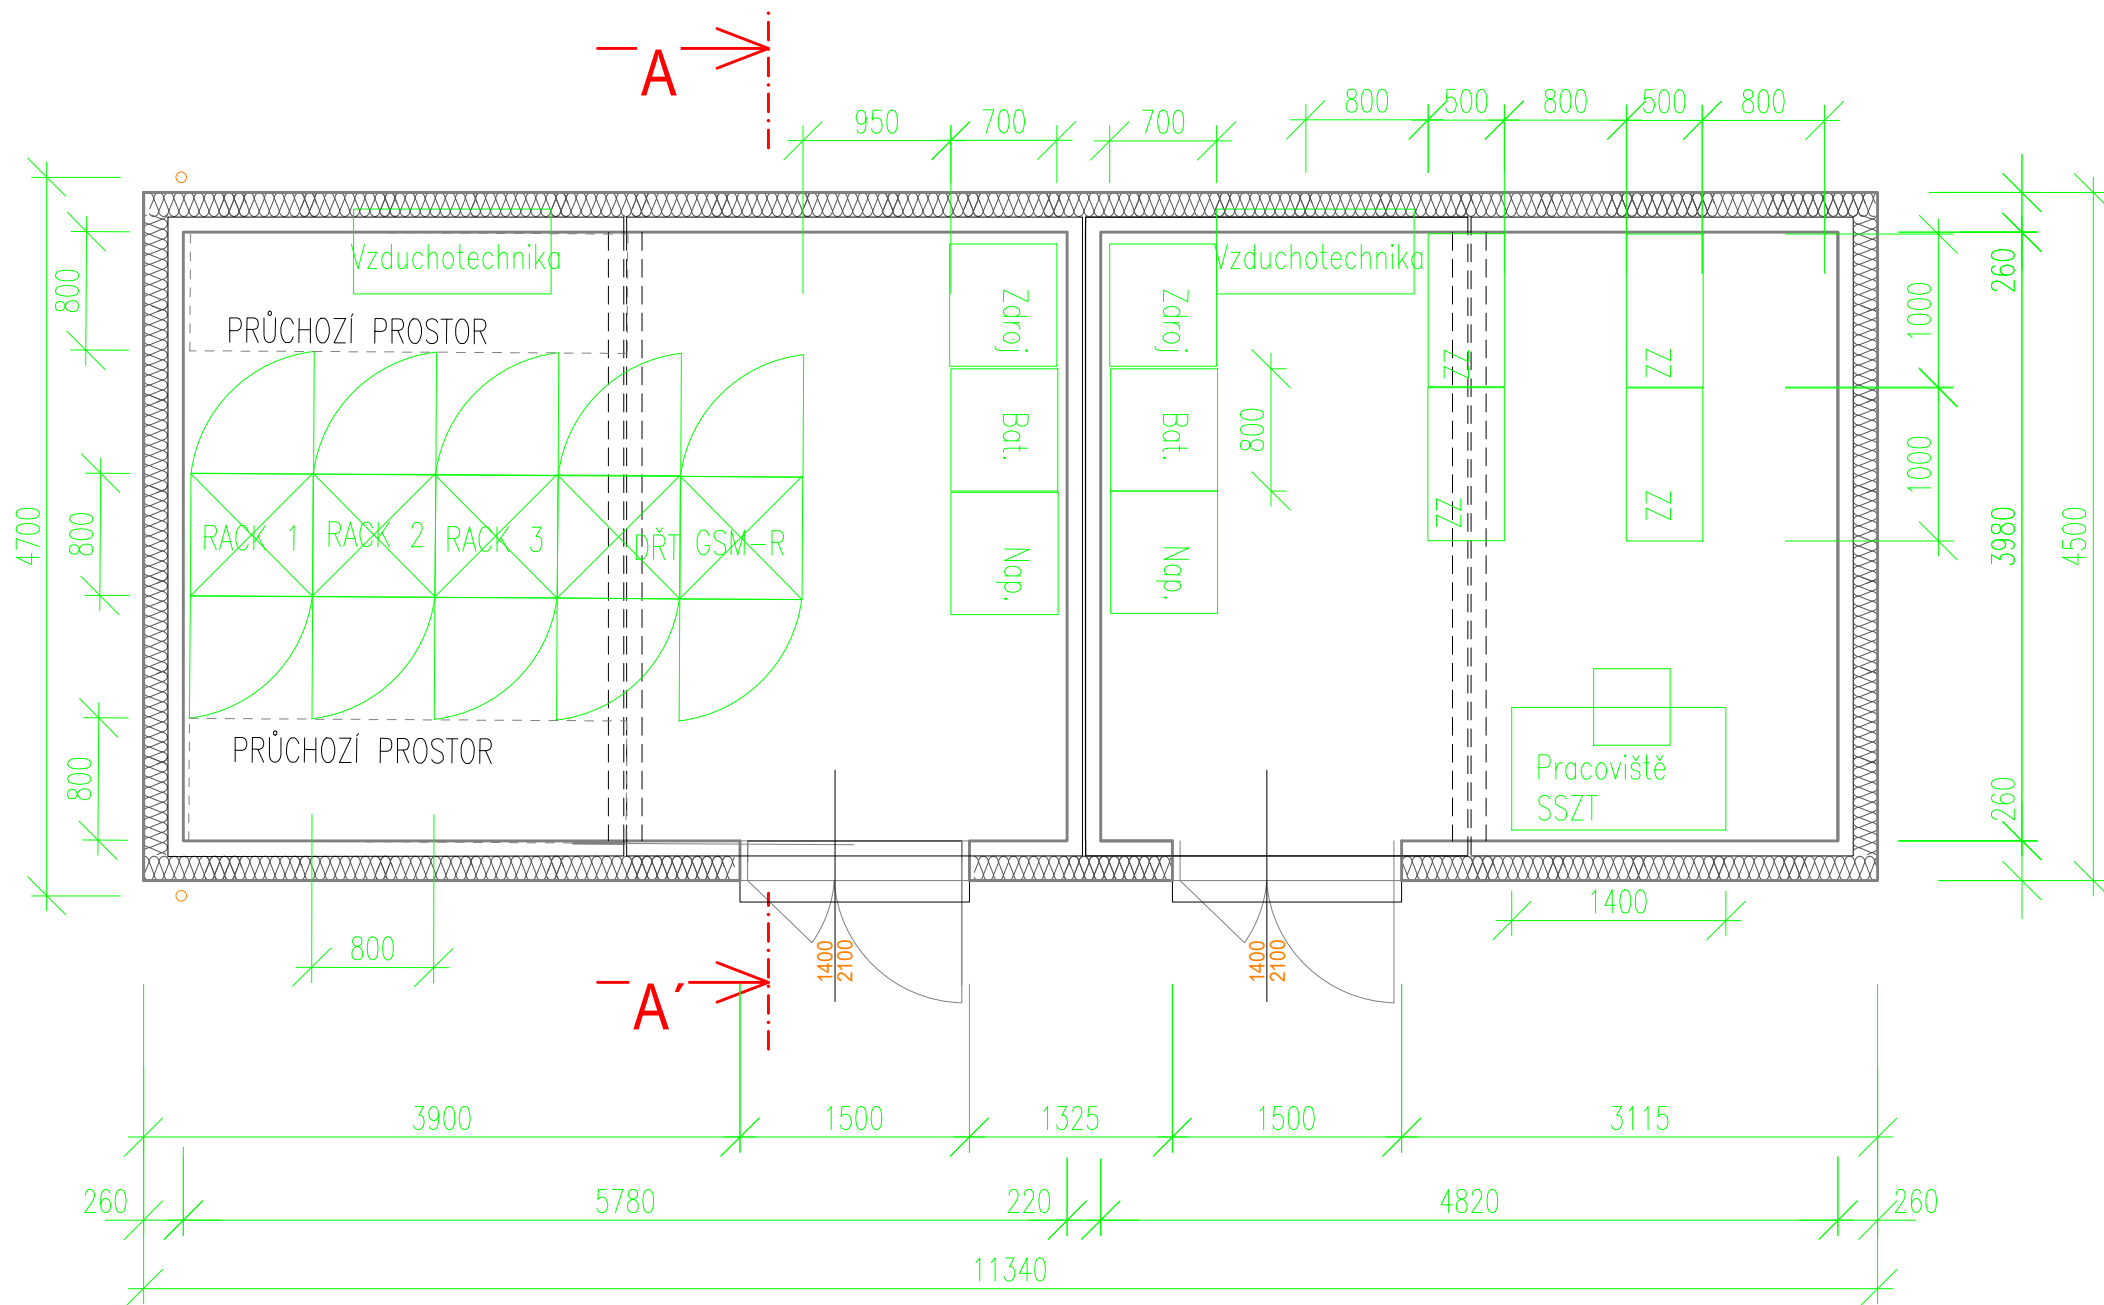 A
950
700
700
800
500
800
500
800
Vzduchotechnika
Vzduchotechnika
PRŮCHOZÍ PROSTOR
Zdroj
Zdroj
ZZ
ZZ
800
260
1000
Bat.
Bat.
800
1000
4700
800
RACK 1
RACK 2
RACK 3
DŘT
GSM-R
Nap.
Nap.
ZZ
ZZ
3980
4500
PRŮCHOZÍ PROSTOR
800
Pracoviště
SSZT
260
800
1400
2100
1400
2100
1400
A´
3900
1500
1325
1500
3115
260
5780
220
4820
260
11340